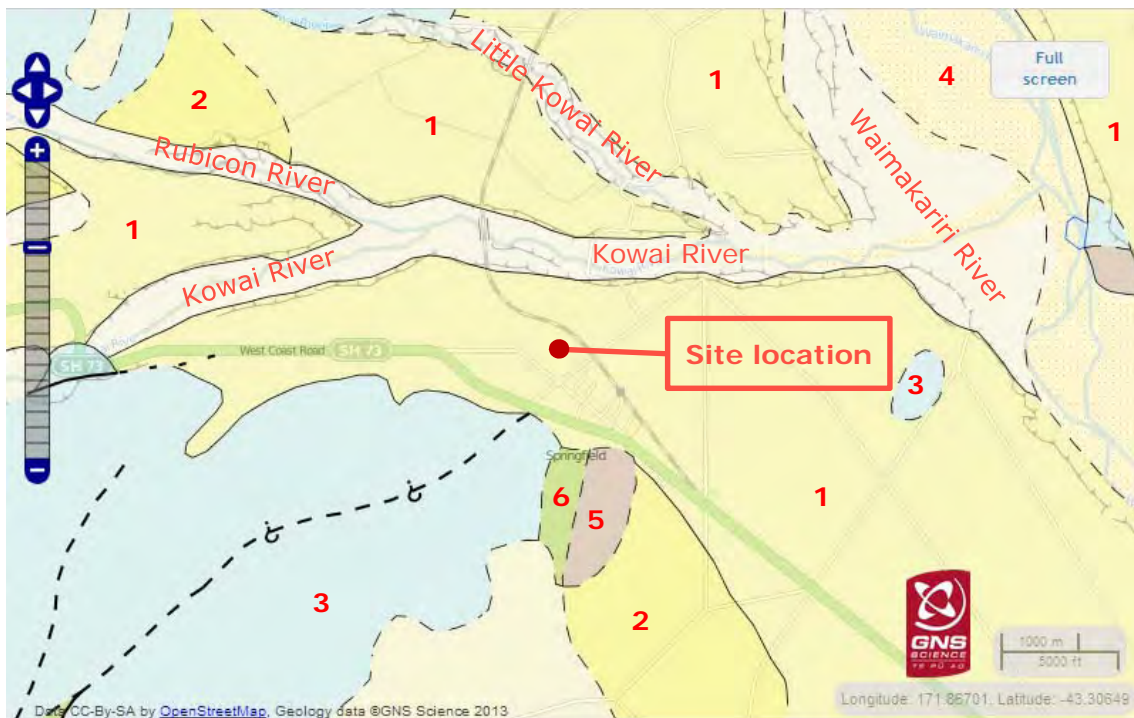 2
1
Little Kowai River
1
4
Full
screen
1
Rubicon River
Waimakariri River
1
Kowai River
Kowai River
West Coast Road
SH 73
SH 73
Site location
3
Springfield
6
5
1
3
2
GNS
SCIENCE
TE PŪ AO
1000 m
5000 ft
Longitude: 171.86701, Latitude: -43.30649
Data CC-By-SA by OpenStreetMap, Geology data ©GNS Science 2013